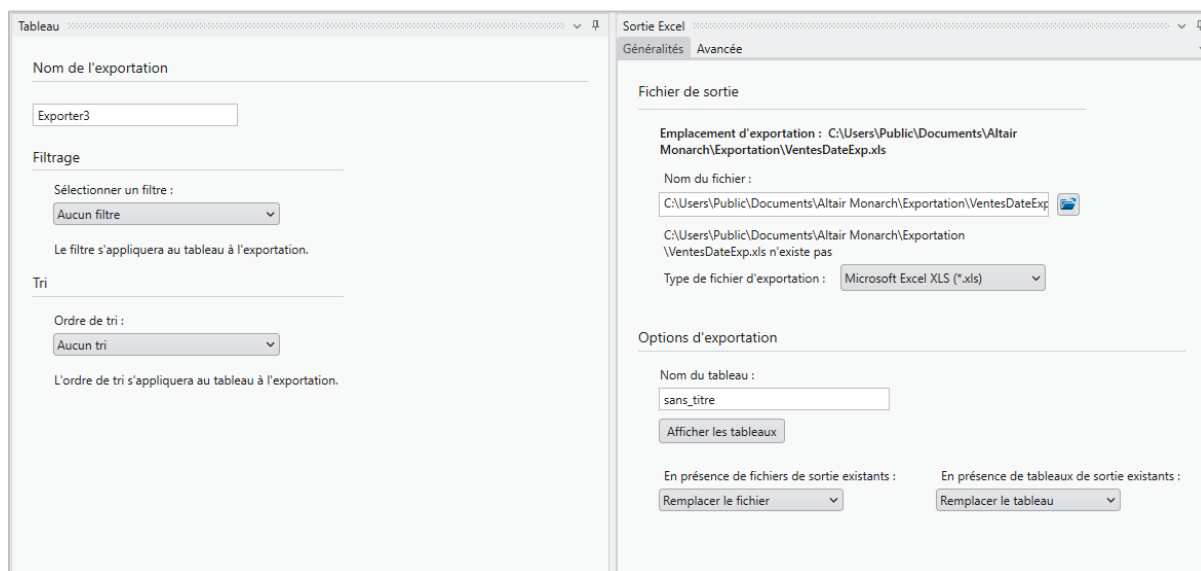 Tableau
Nom de l'exportation
Exporter3
Filtrage
Sélectionner un filtre :
Aucun filtre
Le filtre s'appliquera au tableau à l'exportation.
Tri
Ordre de tri :
Aucun tri
L'ordre de tri s'appliquera au tableau à l'exportation.
Sortie Excel
Généralités Avancée
Fichier de sortie
Emplacement d'exportation : C:\Users\Public\Documents\Altair
Monarch\Exportation\VentesDateExp.xls
Nom du fichier :
C:\Users\Public\Documents\Altair Monarch\Exportation\VentesDateExp
C:\Users\Public\Documents\Altair Monarch\Exportation
\VentesDateExp.xls n'existe pas
Type de fichier d'exportation : Microsoft Excel XLS (*.xls)
Options d'exportation
Nom du tableau :
sans_titre
Afficher les tableaux
En présence de fichiers de sortie existants : En présence de tableaux de sortie existants :
Remplacer le fichier Remplacer le tableau